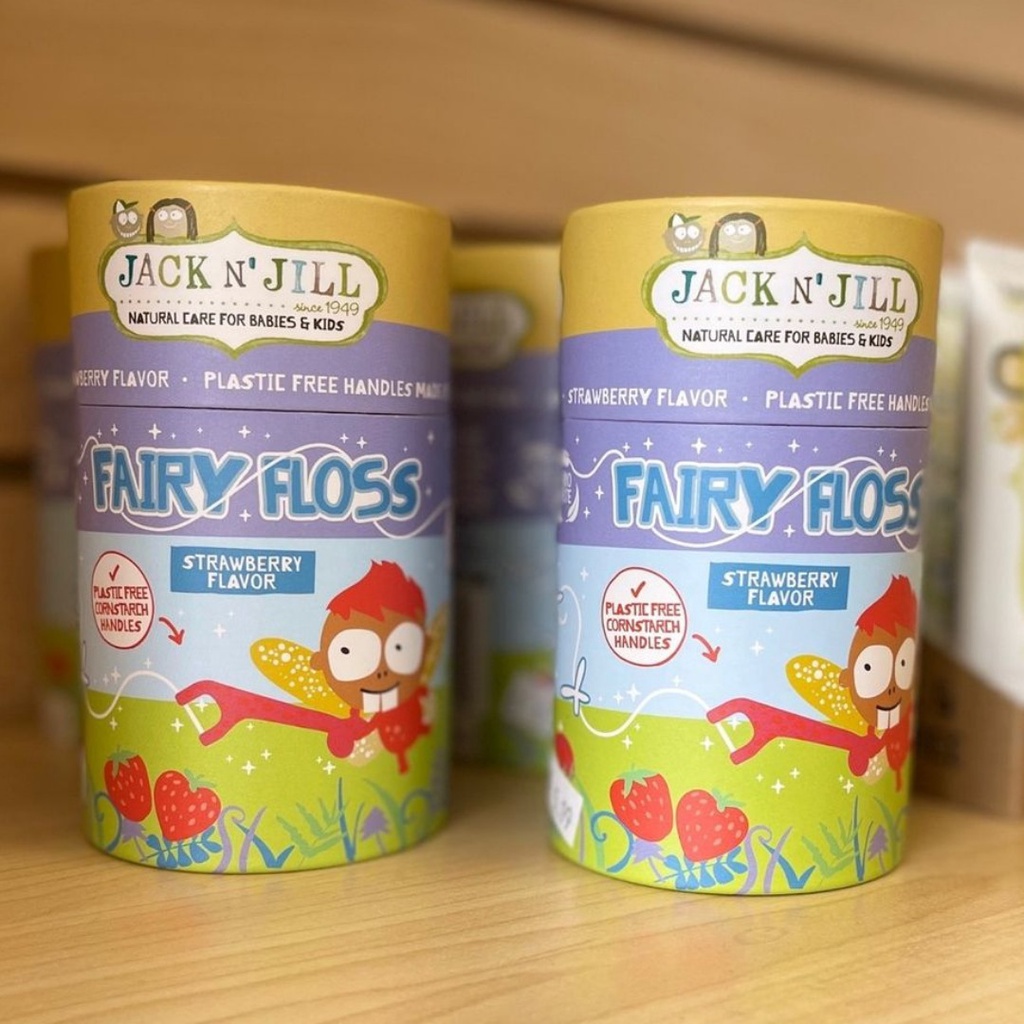 JACK N' JILL
since 1949
NATURAL CARE FOR BABIES & KIDS
FLAVOR · PLASTIC FREE HANDLES
FAIRY FLOSS
STRAWBERRY
FLAVOR
PLASTIC FREE
CORNSTARCH
HANDLES
JACK N' JILL
since 1949
NATURAL CARE FOR BABIES & KIDS
· STRAWBERRY FLAVOR · PLASTIC FREE HANDLES
FAIRY FLOSS
STRAWBERRY
FLAVOR
PLASTIC FREE
CORNSTARCH
HANDLES